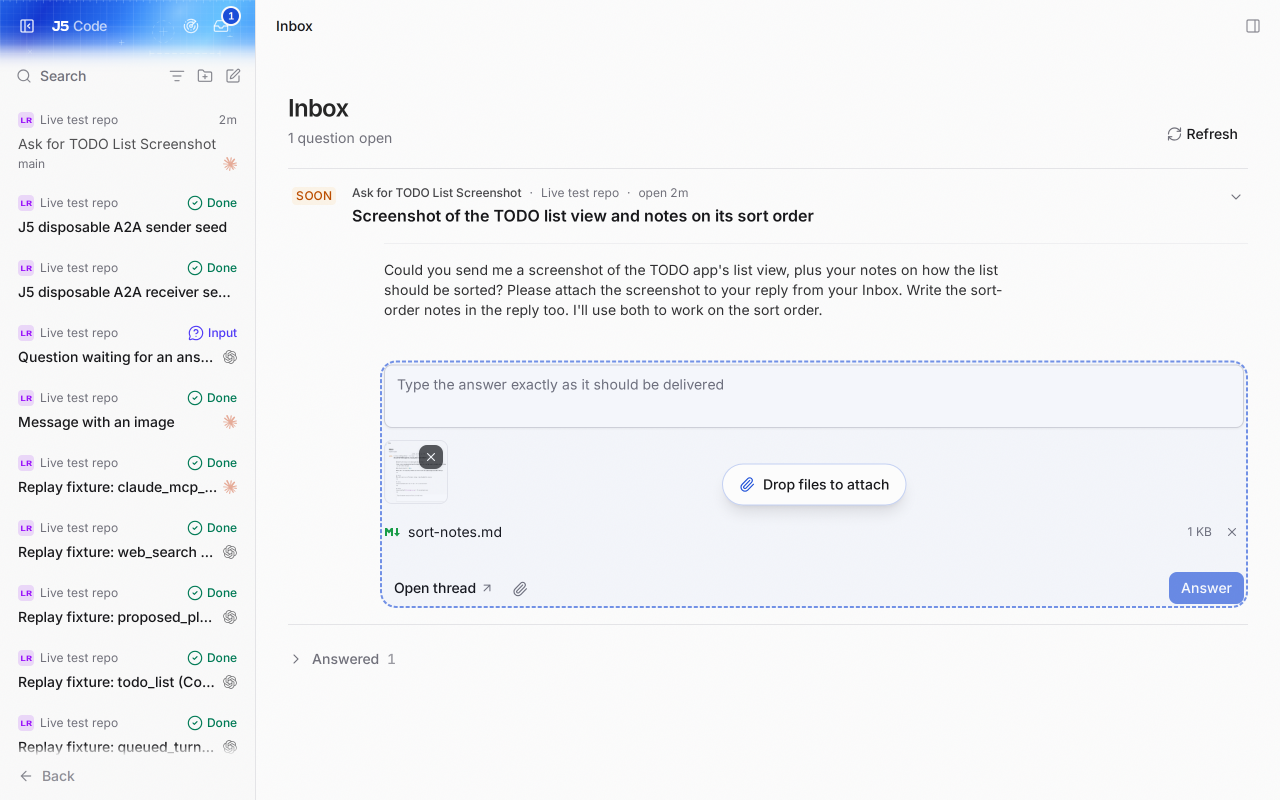 J5 Code
1
Search
LR Live test repo 2m
Ask for TODO List Screenshot
main
LR Live test repo Done
J5 disposable A2A sender seed
LR Live test repo Done
J5 disposable A2A receiver se...
LR Live test repo Input
Question waiting for an ans...
LR Live test repo Done
Message with an image
LR Live test repo Done
Replay fixture: claude_mcp_...
LR Live test repo Done
Replay fixture: web_search ...
LR Live test repo Done
Replay fixture: proposed_pl...
LR Live test repo Done
Replay fixture: todo_list (Co...
LR Live test repo Done
Replay fixture: queued_turn...
Back
Inbox
Inbox
1 question open
Refresh
SOON
Ask for TODO List Screenshot · Live test repo · open 2m
Screenshot of the TODO list view and notes on its sort order
Could you send me a screenshot of the TODO app's list view, plus your notes on how the list
should be sorted? Please attach the screenshot to your reply from your Inbox. Write the sort-
order notes in the reply too. I'll use both to work on the sort order.
Type the answer exactly as it should be delivered
Drop files to attach
M sort-notes.md 1 KB
Open thread
Answer
Answered 1